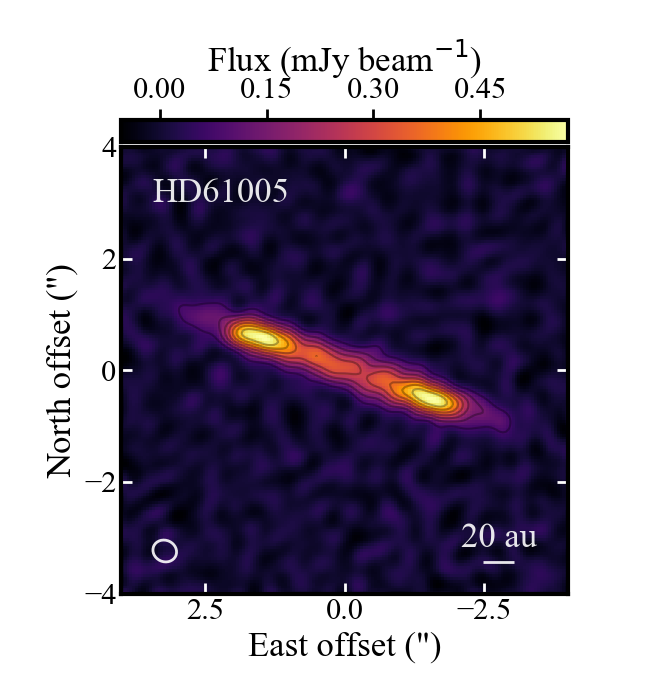 Flux (mJy beam⁻¹)
0.00 0.15 0.30 0.45
4
HD61005
2
North offset (")
0
−2
20 au
−4
2.5 0.0 −2.5
East offset (")